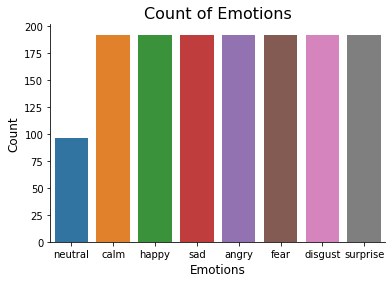 Count of Emotions
Count
200
175
150
125
100
75
50
25
0
neutral calm happy sad angry fear disgust surprise
Emotions